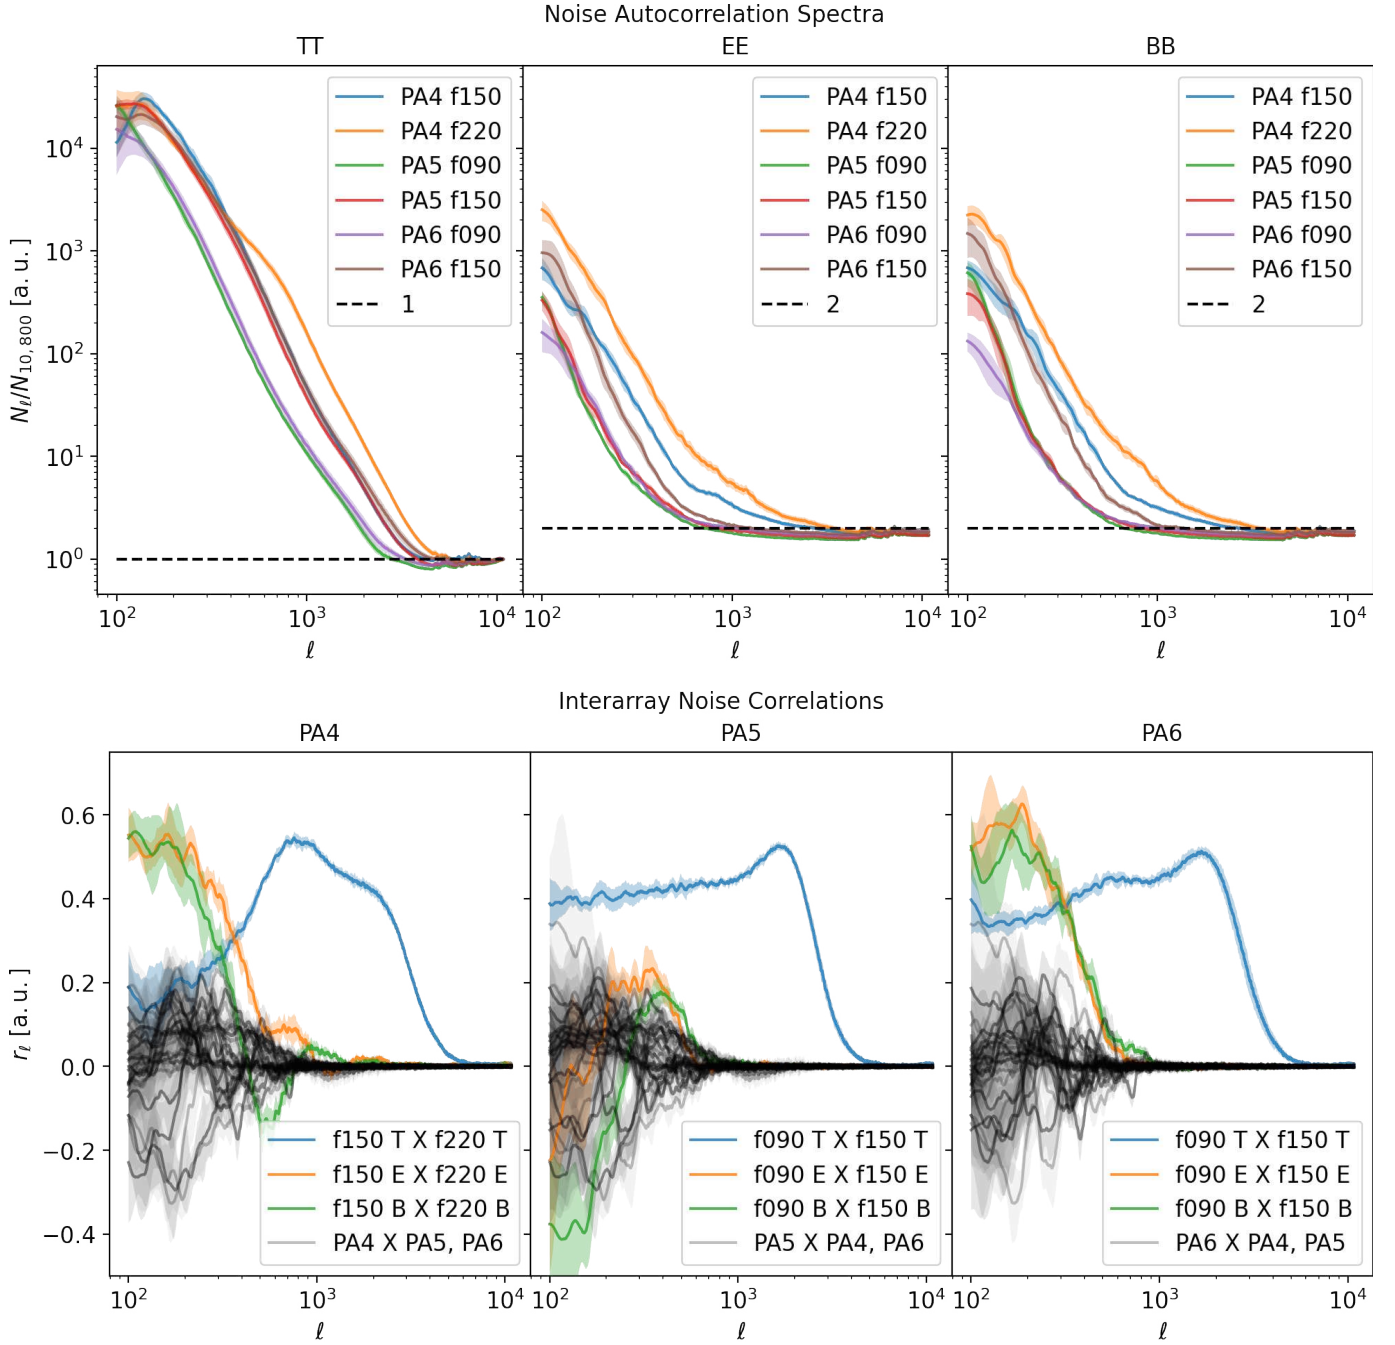 Noise Autocorrelation Spectra
TT
EE
BB
N_ℓ/N_{10,800} [a.u.]
10^4
10^3
10^2
10^1
10^0
PA4 f150
PA4 f220
PA5 f090
PA5 f150
PA6 f090
PA6 f150
1
PA4 f150
PA4 f220
PA5 f090
PA5 f150
PA6 f090
PA6 f150
2
PA4 f150
PA4 f220
PA5 f090
PA5 f150
PA6 f090
PA6 f150
2
10^2 10^3 10^4
10^2 10^3 10^4
10^2 10^3 10^4
ℓ
ℓ
ℓ
Interarray Noise Correlations
PA4
PA5
PA6
r_ℓ [a.u.]
0.6
0.4
0.2
0.0
−0.2
−0.4
f150 T X f220 T
f150 E X f220 E
f150 B X f220 B
PA4 X PA5, PA6
f090 T X f150 T
f090 E X f150 E
f090 B X f150 B
PA5 X PA4, PA6
f090 T X f150 T
f090 E X f150 E
f090 B X f150 B
PA6 X PA4, PA5
10^2 10^3 10^4
10^2 10^3 10^4
10^2 10^3 10^4
ℓ
ℓ
ℓ